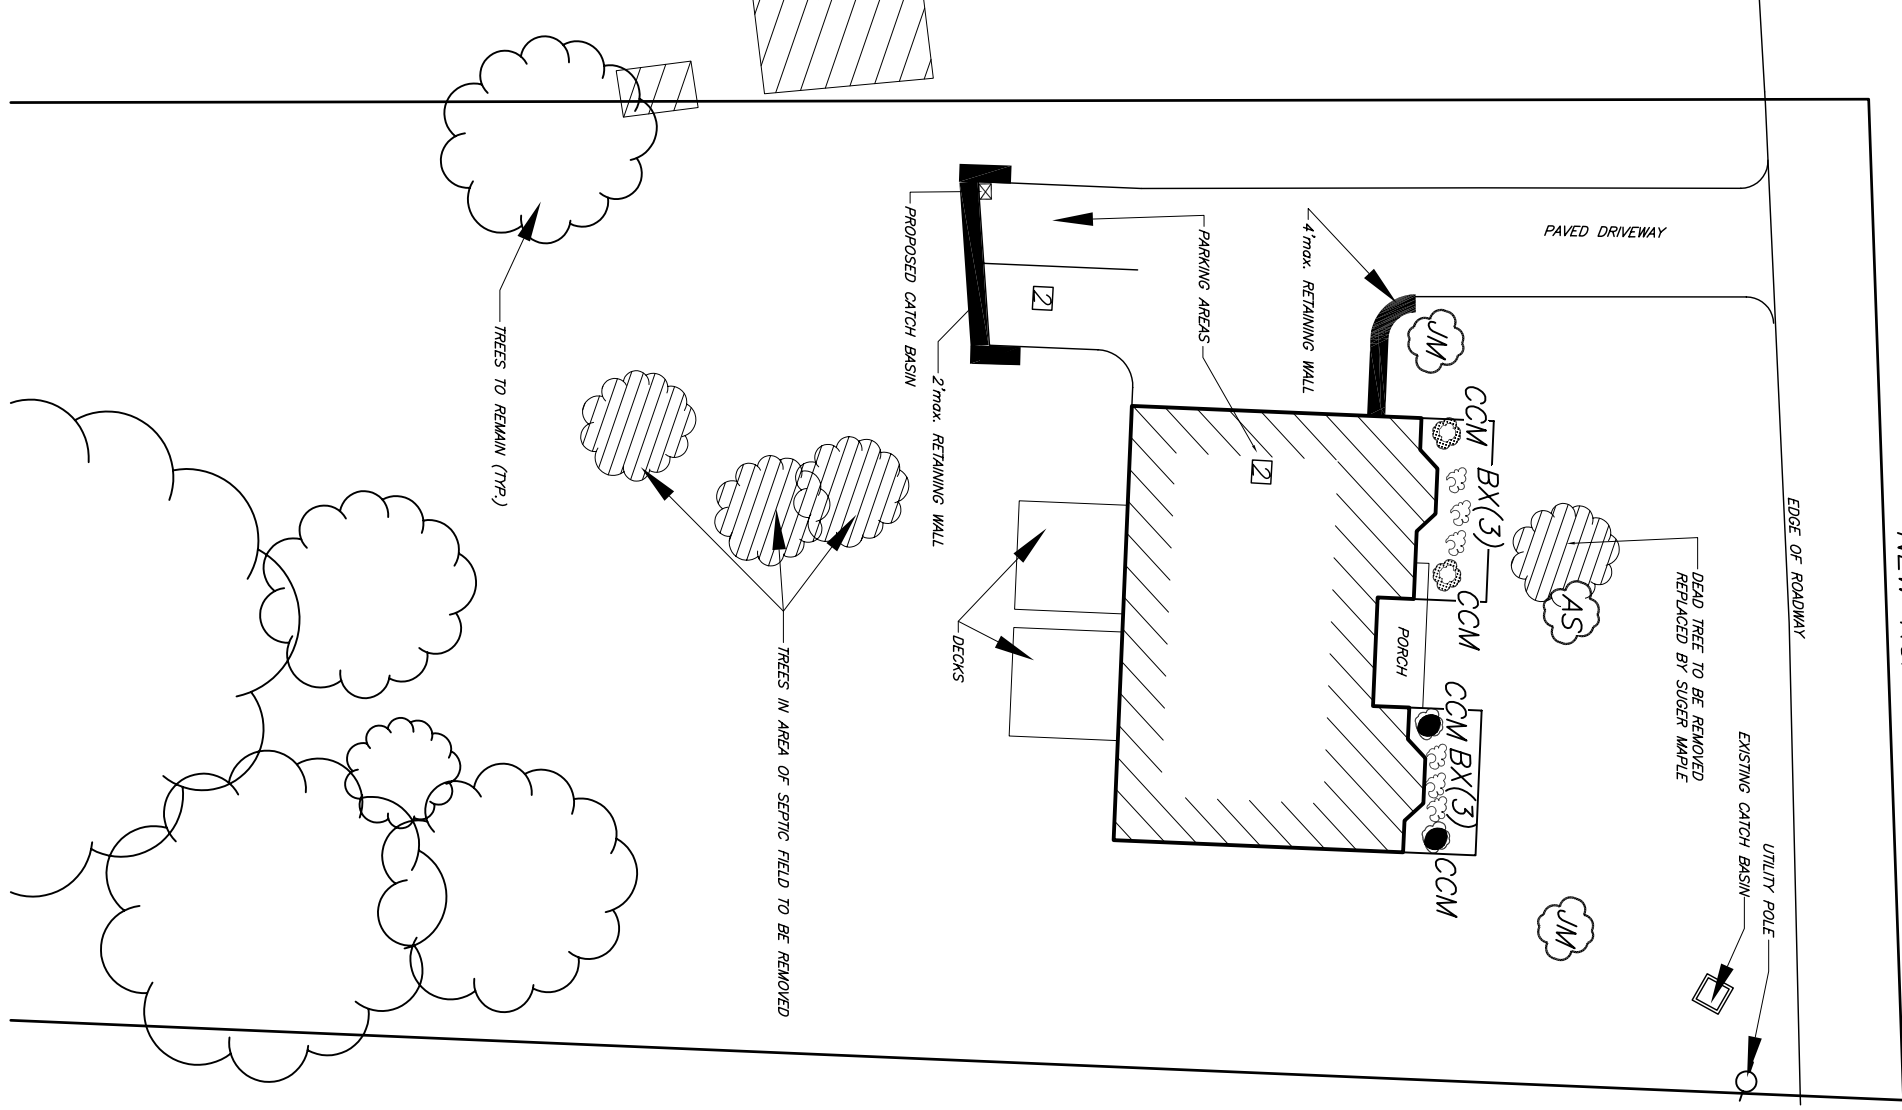 PAVED DRIVEWAY
4'max. RETAINING WALL
PARKING AREAS
PROPOSED CATCH BASIN
2'max. RETAINING WALL
2
2
TREES TO REMAIN (TYP.)
TREES IN AREA OF SEPTIC FIELD TO BE REMOVED
DECKS
PORCH
JM
CCM
BX(3)
CCM
CCM
BX(3)
CCM
AS
JM
DEAD TREE TO BE REMOVED
REPLACED BY SUGER MAPLE
EDGE OF ROADWAY
EXISTING CATCH BASIN
UTILITY POLE